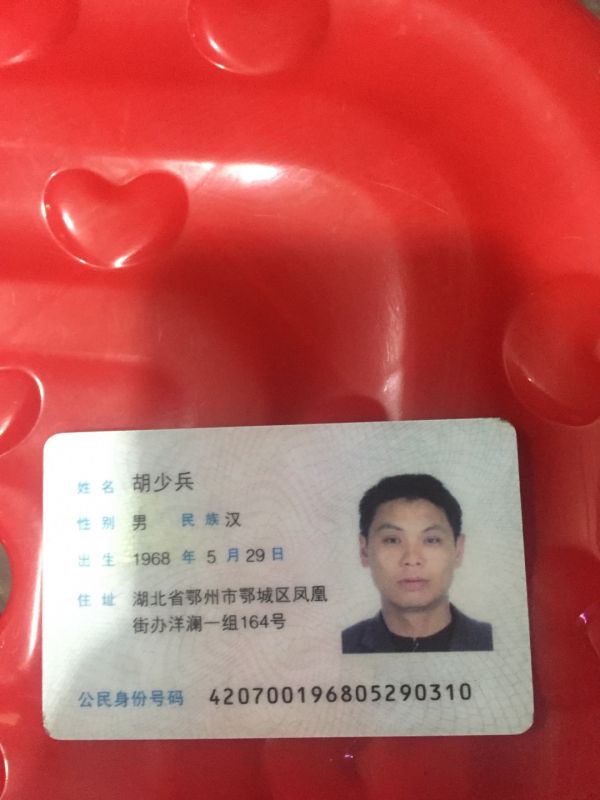 姓名 胡少兵
性别 男 民族 汉
出生 1968 年 5 月 29 日
住址 湖北省鄂州市鄂城区凤凰
街办洋澜一组164号
公民身份号码 420700196805290310